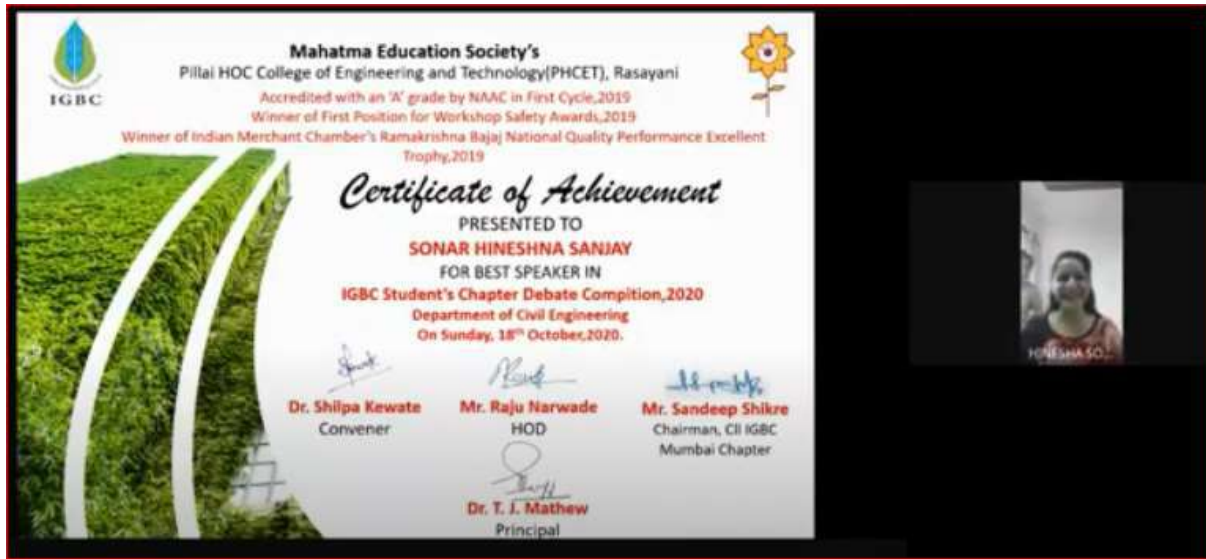 IGBC
Mahatma Education Society's
Pillai HOC College of Engineering and Technology(PHCET), Rasayani
Accredited with an 'A' grade by NAAC in First Cycle,2019
Winner of First Position for Workshop Safety Awards,2019
Winner of Indian Merchant Chamber's Ramakrishna Bajaj National Quality Performance Excellent
Trophy,2019
Certificate of Achievement
PRESENTED TO
SONAR HINESHNA SANJAY
FOR BEST SPEAKER IN
IGBC Student's Chapter Debate Compition,2020
Department of Civil Engineering
On Sunday, 18th October,2020.
Dr. Shilpa Kewate
Convener
Mr. Raju Narwade
HOD
Mr. Sandeep Shikre
Chairman, CII IGBC
Mumbai Chapter
Dr. T. J. Mathew
Principal
HINESHA SO...